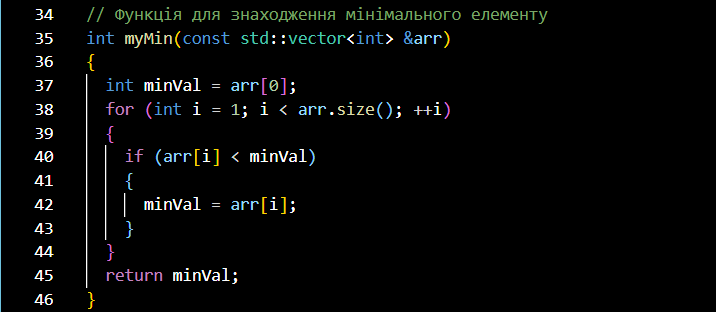 34 // Функція для знаходження мінімального елементу
35 int myMin(const std::vector<int> &arr)
36 {
37   int minVal = arr[0];
38   for (int i = 1; i < arr.size(); ++i)
39   {
40     if (arr[i] < minVal)
41     {
42       minVal = arr[i];
43     }
44   }
45   return minVal;
46 }